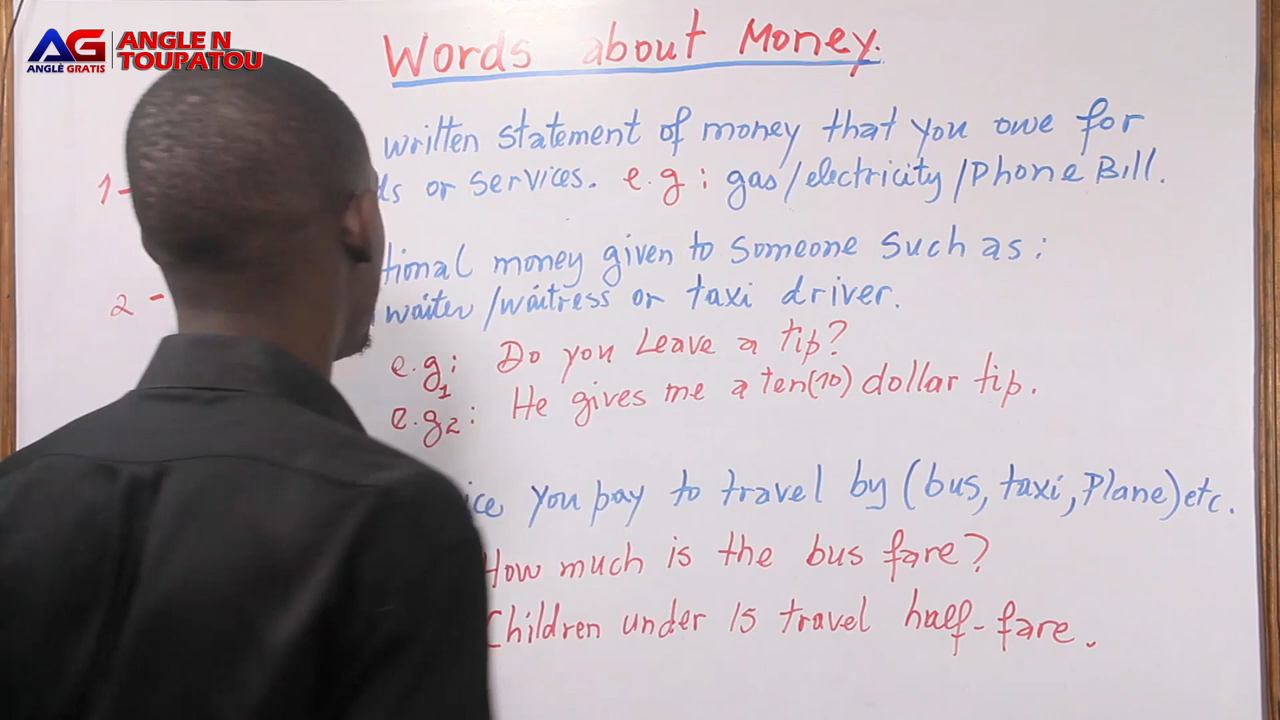 AG
ANGLÈ GRATIS
ANGLE N
TOUPATOU
Words about Money.
1-
written statement of money that you owe for
or services. e.g: gas/electricity/Phone Bill.
2-
money given to someone such as:
waiter/waitress or taxi driver.
e.g1: Do you Leave a tip?
e.g2: He gives me a ten(10) dollar tip.
you pay to travel by (bus, taxi, Plane) etc.
How much is the bus fare?
Children under 15 travel half-fare.